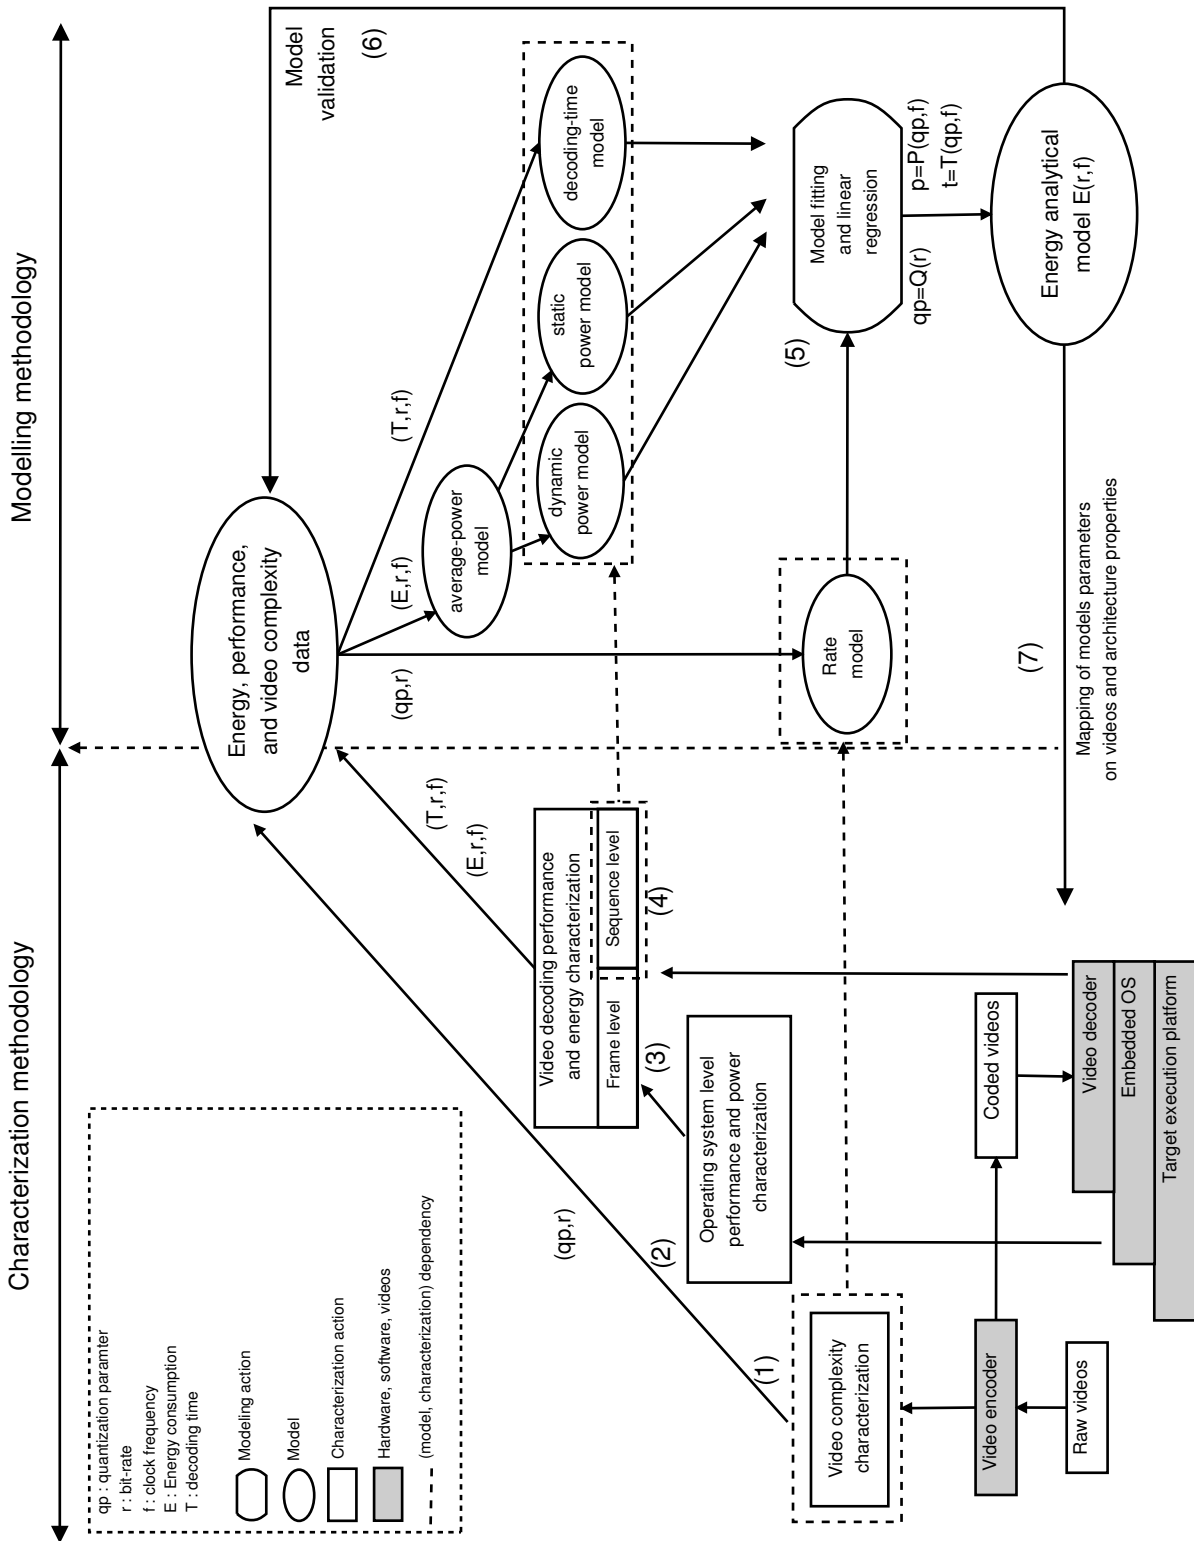 Characterization methodology
Modelling methodology
qp : quantization paramter
r : bit-rate
f : clock frequency
E : Energy consumption
T : decoding time
Modeling action
Model
Characterization action
Hardware, software, videos
(model, characterization) dependency
Energy, performance,
and video complexity
data
Model
validation
(6)
(qp,r)
(T,r,f)
(E,r,f)
(qp,r)
(E,r,f)
(T,r,f)
average-power
model
dynamic
power model
static
power model
decoding-time
model
Video decoding performance
and energy characterization
Frame level
Sequence level
(3)
(4)
(2)
Operating system level
performance and power
characterization
(1)
Video complexity
characterization
Rate
model
(5)
Model fitting
and linear
regression
qp=Q(r)
p=P(qp,f)
t=T(qp,f)
Energy analytical
model E(r,f)
(7)
Mapping of models parameters
on videos and architecture properties
Video encoder
Raw videos
Coded videos
Video decoder
Embedded OS
Target execution platform